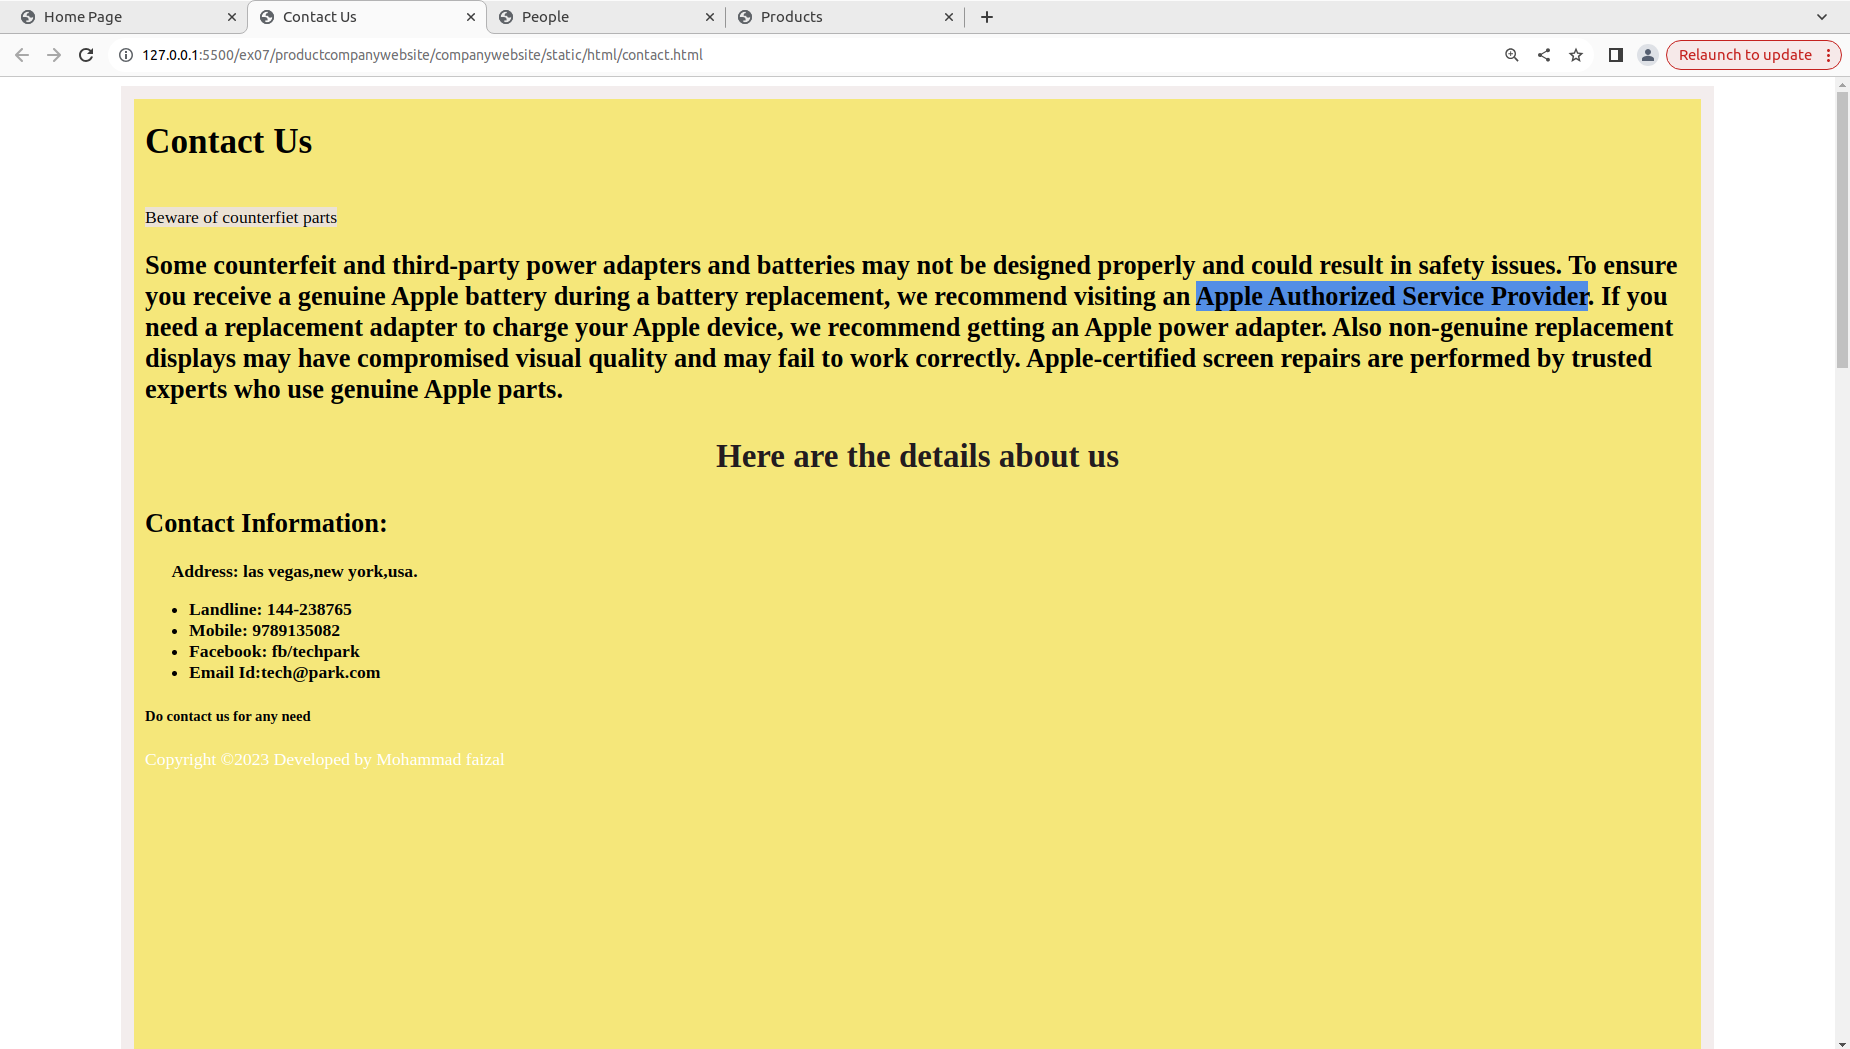 Home Page
Contact Us
People
Products
127.0.0.1:5500/ex07/productcompanywebsite/companywebsite/static/html/contact.html
Relaunch to update
Contact Us
Beware of counterfiet parts
Some counterfeit and third-party power adapters and batteries may not be designed properly and could result in safety issues. To ensure
you receive a genuine Apple battery during a battery replacement, we recommend visiting an Apple Authorized Service Provider. If you
need a replacement adapter to charge your Apple device, we recommend getting an Apple power adapter. Also non-genuine replacement
displays may have compromised visual quality and may fail to work correctly. Apple-certified screen repairs are performed by trusted
experts who use genuine Apple parts.
Here are the details about us
Contact Information:
Address: las vegas,new york,usa.
• Landline: 144-238765
• Mobile: 9789135082
• Facebook: fb/techpark
• Email Id:tech@park.com
Do contact us for any need
Copyright ©2023 Developed by Mohammad faizal